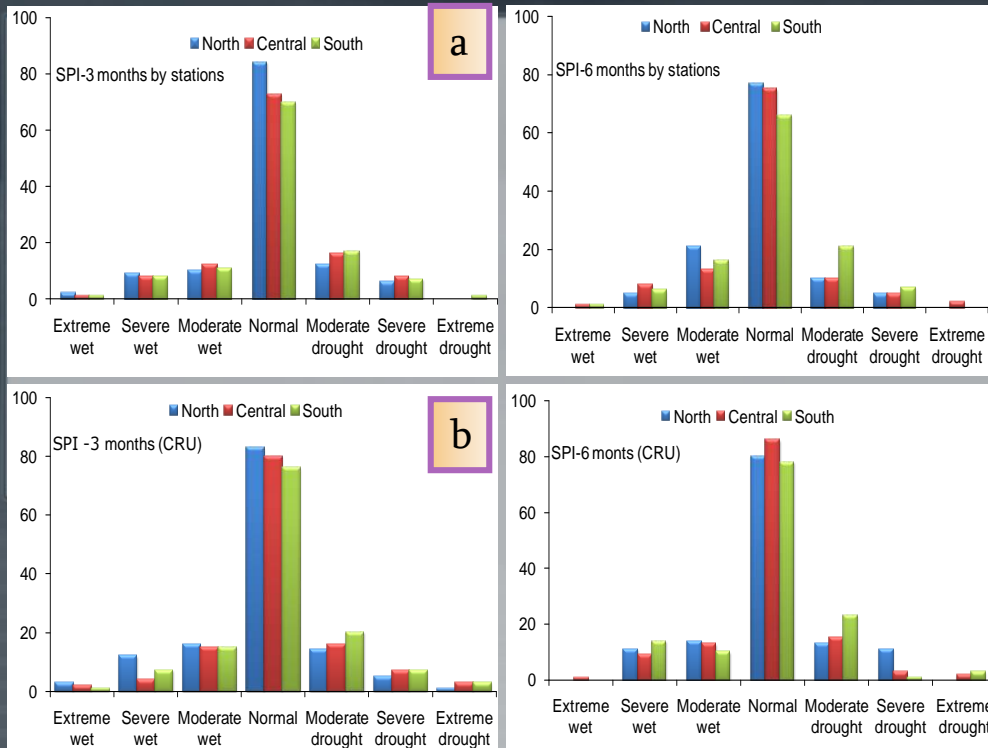 a
North Central South
SPI-3 months by stations
100
80
60
40
20
0
Extreme wet
Severe wet
Moderate wet
Normal
Moderate drought
Severe drought
Extreme drought
North Central South
SPI-6 months by stations
100
80
60
40
20
0
Extreme wet
Severe wet
Moderate wet
Normal
Moderate drought
Severe drought
Extreme drought
b
North Central South
SPI -3 months (CRU)
100
80
60
40
20
0
Extreme wet
Severe wet
Moderate wet
Normal
Moderate drought
Severe drought
Extreme drought
North Central South
SPI-6 monts (CRU)
100
80
60
40
20
0
Extreme wet
Severe wet
Moderate wet
Normal
Moderate drought
Severe drought
Extreme drought